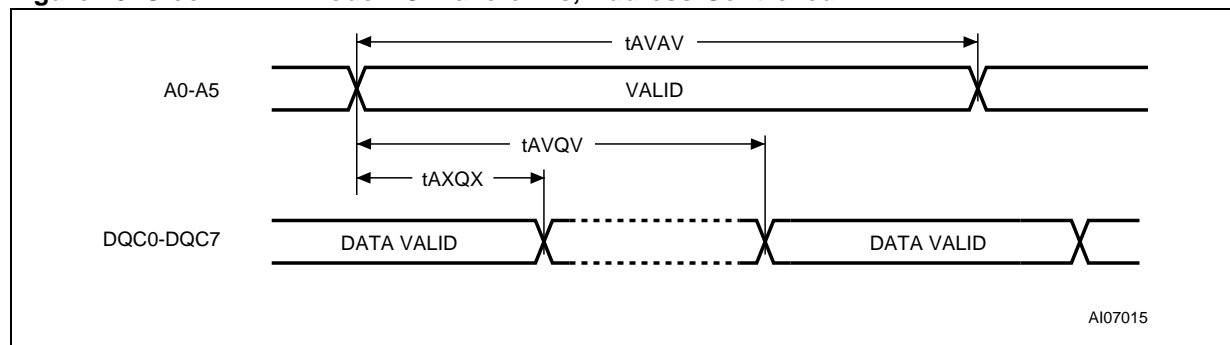 tAVAV
A0-A5
VALID
tAVQV
tAXQX
DQC0-DQC7
DATA VALID
DATA VALID
AI07015